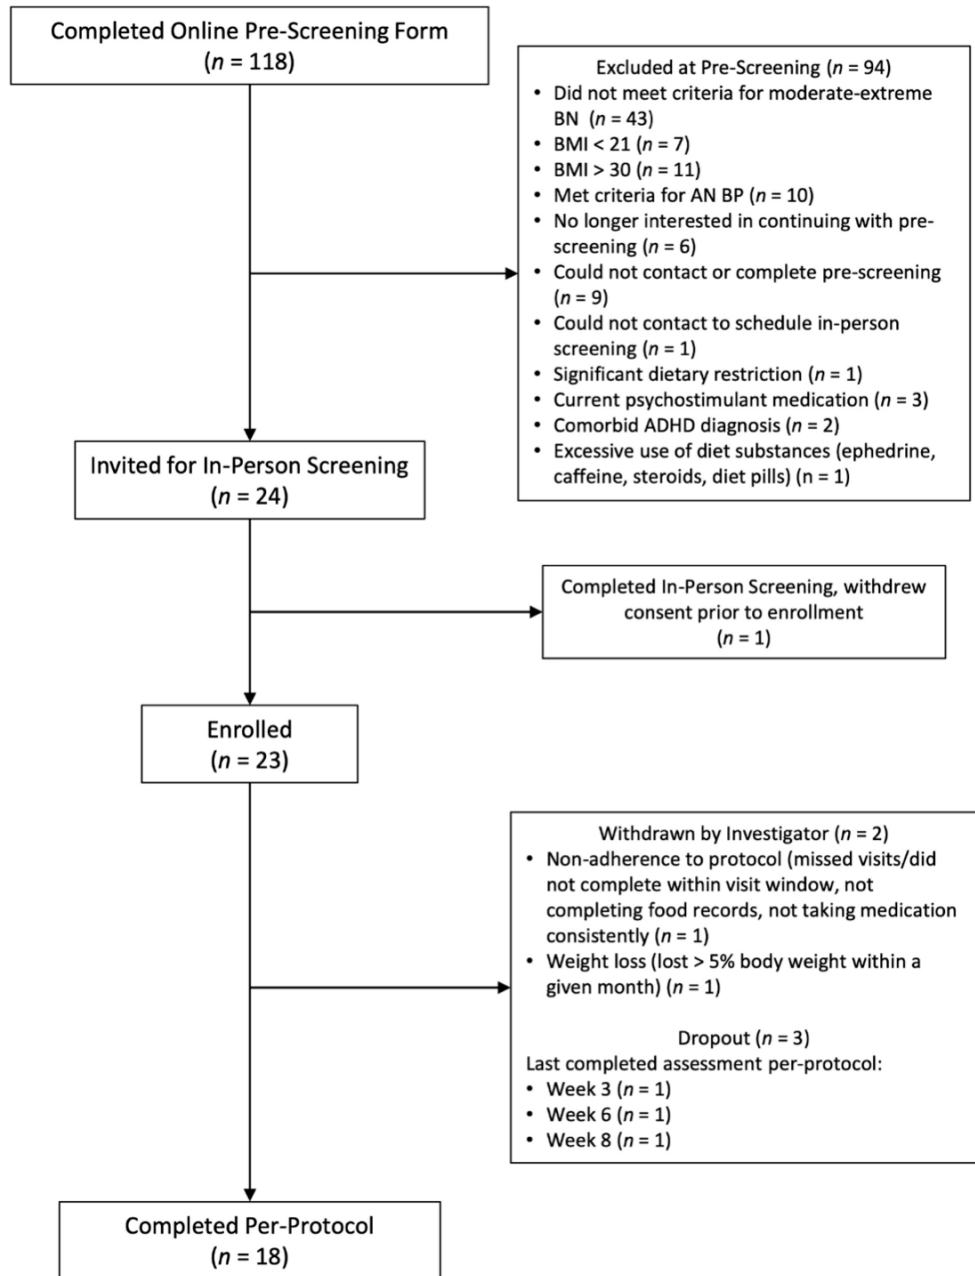 Completed Online Pre-Screening Form
(n = 118)
Excluded at Pre-Screening (n = 94)
• Did not meet criteria for moderate-extreme
BN (n = 43)
• BMI < 21 (n = 7)
• BMI > 30 (n = 11)
• Met criteria for AN BP (n = 10)
• No longer interested in continuing with pre-
screening (n = 6)
• Could not contact or complete pre-screening
(n = 9)
• Could not contact to schedule in-person
screening (n = 1)
• Significant dietary restriction (n = 1)
• Current psychostimulant medication (n = 3)
• Comorbid ADHD diagnosis (n = 2)
• Excessive use of diet substances (ephedrine,
caffeine, steroids, diet pills) (n = 1)
Invited for In-Person Screening
(n = 24)
Completed In-Person Screening, withdrew
consent prior to enrollment
(n = 1)
Enrolled
(n = 23)
Withdrawn by Investigator (n = 2)
• Non-adherence to protocol (missed visits/did
not complete within visit window, not
completing food records, not taking medication
consistently (n = 1)
• Weight loss (lost > 5% body weight within a
given month) (n = 1)
Dropout (n = 3)
Last completed assessment per-protocol:
• Week 3 (n = 1)
• Week 6 (n = 1)
• Week 8 (n = 1)
Completed Per-Protocol
(n = 18)